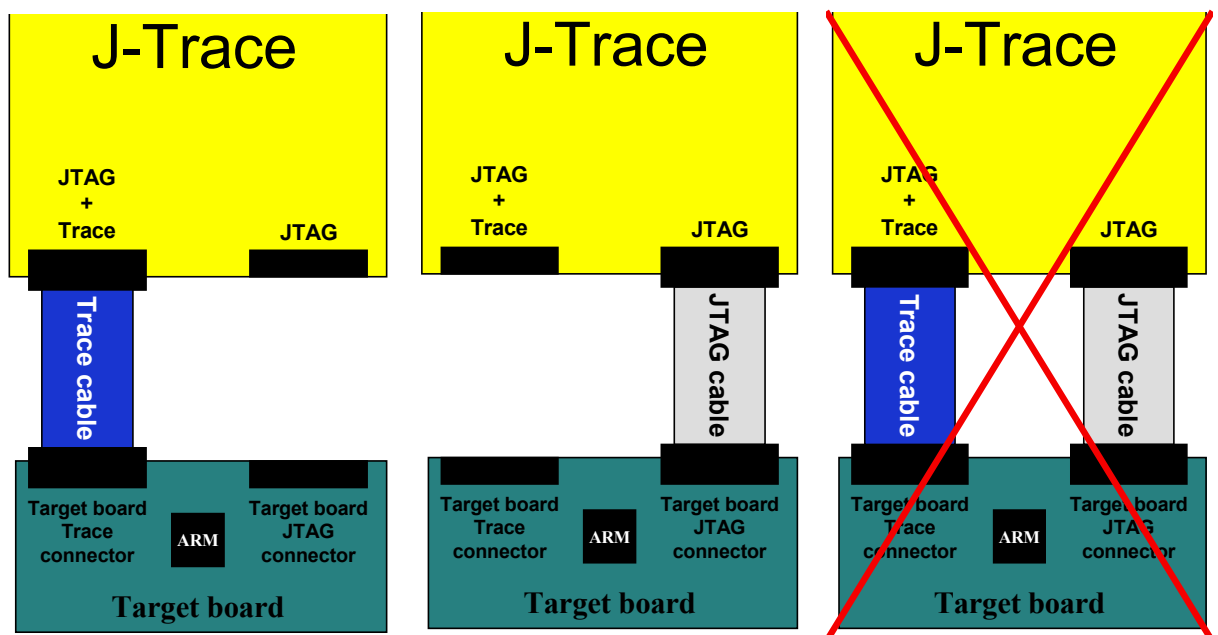 J-Trace
JTAG
+
Trace
JTAG
Trace cable
Target board
Trace
connector
ARM
Target board
JTAG
connector
Target board
J-Trace
JTAG
+
Trace
JTAG
JTAG cable
Target board
Trace
connector
ARM
Target board
JTAG
connector
Target board
J-Trace
JTAG
+
Trace
JTAG
Trace cable
JTAG cable
Target board
Trace
connector
ARM
Target board
JTAG
connector
Target board